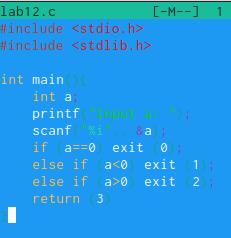 lab12.c [-M--] 1
#include <stdio.h>
#include <stdlib.h>
int main(){
int a;
printf("Input a: ");
scanf("%i", &a);
if (a==0) exit (0);
else if (a<0) exit (1);
else if (a>0) exit (2);
return (3)